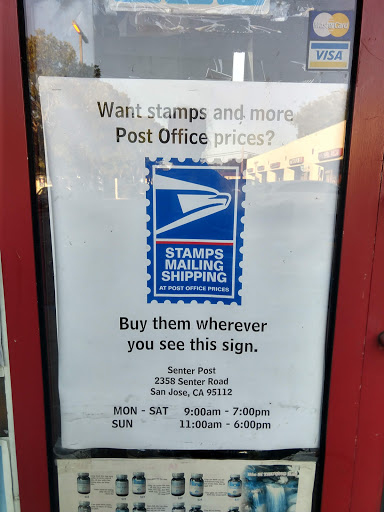 MasterCard
VISA
Want stamps and more
Post Office prices?
STAMPS
MAILING
SHIPPING
AT POST OFFICE PRICES
Buy them wherever
you see this sign.
Senter Post
2358 Senter Road
San Jose, CA 95112
MON - SAT 9:00am - 7:00pm
SUN 11:00am - 6:00pm